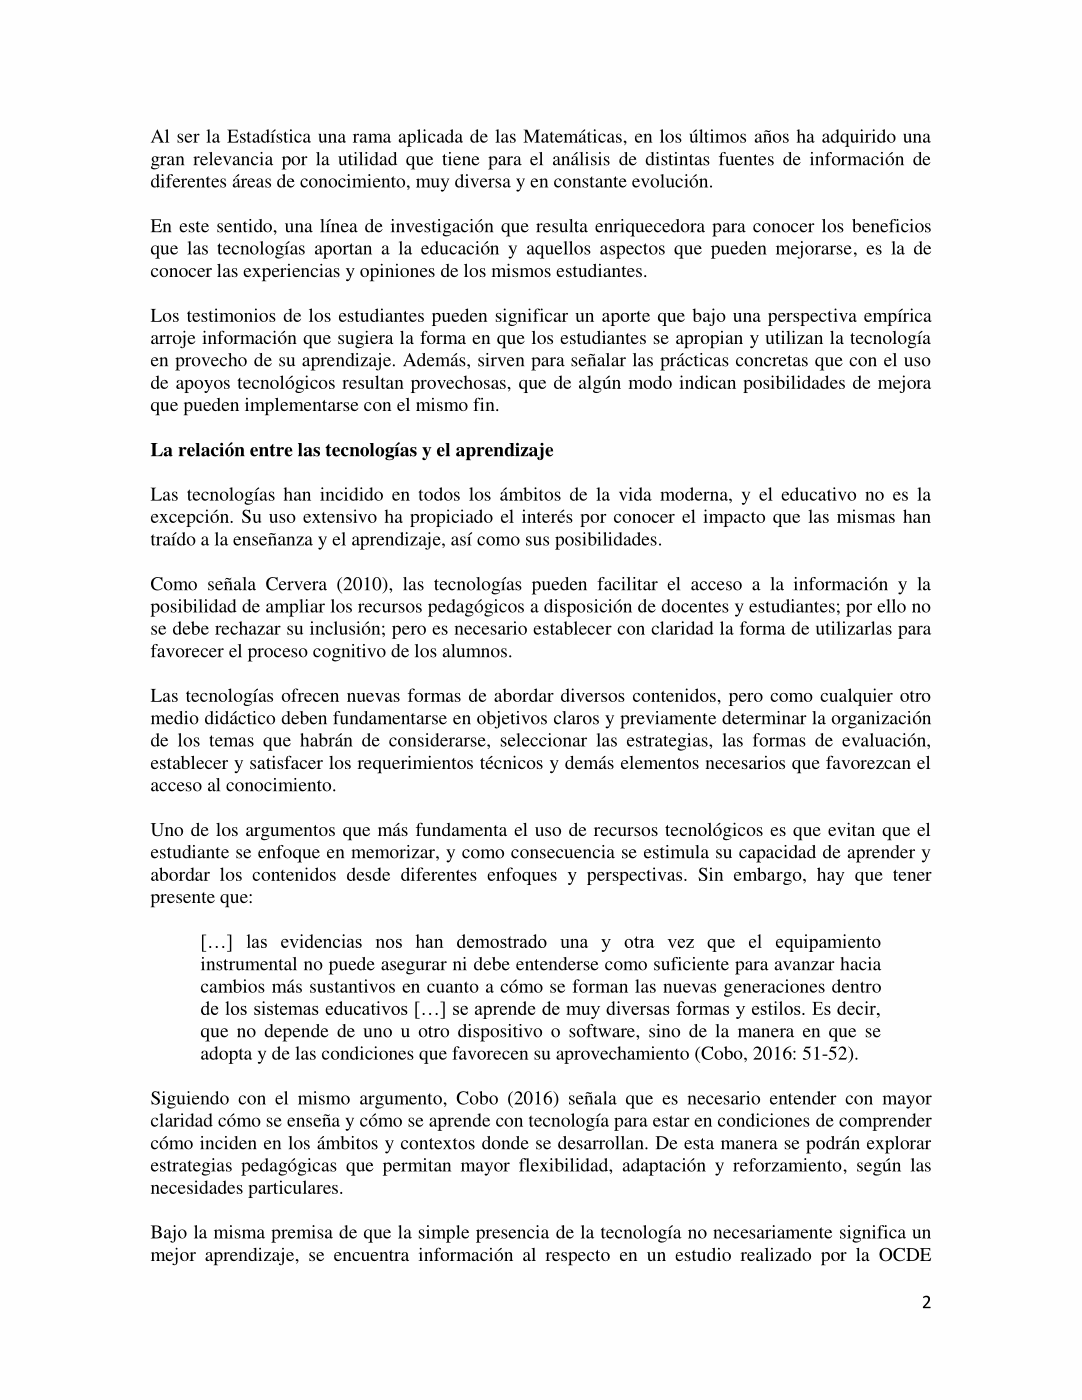 Al ser la Estadística una rama aplicada de las Matemáticas, en los últimos años ha adquirido una
gran relevancia por la utilidad que tiene para el análisis de distintas fuentes de información de
diferentes áreas de conocimiento, muy diversa y en constante evolución.
En este sentido, una línea de investigación que resulta enriquecedora para conocer los beneficios
que las tecnologías aportan a la educación y aquellos aspectos que pueden mejorarse, es la de
conocer las experiencias y opiniones de los mismos estudiantes.
Los testimonios de los estudiantes pueden significar un aporte que bajo una perspectiva empírica
arroje información que sugiera la forma en que los estudiantes se apropian y utilizan la tecnología
en provecho de su aprendizaje. Además, sirven para señalar las prácticas concretas que con el uso
de apoyos tecnológicos resultan provechosas, que de algún modo indican posibilidades de mejora
que pueden implementarse con el mismo fin.
La relación entre las tecnologías y el aprendizaje
Las tecnologías han incidido en todos los ámbitos de la vida moderna, y el educativo no es la
excepción. Su uso extensivo ha propiciado el interés por conocer el impacto que las mismas han
traído a la enseñanza y el aprendizaje, así como sus posibilidades.
Como señala Cervera (2010), las tecnologías pueden facilitar el acceso a la información y la
posibilidad de ampliar los recursos pedagógicos a disposición de docentes y estudiantes; por ello no
se debe rechazar su inclusión; pero es necesario establecer con claridad la forma de utilizarlas para
favorecer el proceso cognitivo de los alumnos.
Las tecnologías ofrecen nuevas formas de abordar diversos contenidos, pero como cualquier otro
medio didáctico deben fundamentarse en objetivos claros y previamente determinar la organización
de los temas que habrán de considerarse, seleccionar las estrategias, las formas de evaluación,
establecer y satisfacer los requerimientos técnicos y demás elementos necesarios que favorezcan el
acceso al conocimiento.
Uno de los argumentos que más fundamenta el uso de recursos tecnológicos es que evitan que el
estudiante se enfoque en memorizar, y como consecuencia se estimula su capacidad de aprender y
abordar los contenidos desde diferentes enfoques y perspectivas. Sin embargo, hay que tener
presente que:
[…] las evidencias nos han demostrado una y otra vez que el equipamiento
instrumental no puede asegurar ni debe entenderse como suficiente para avanzar hacia
cambios más sustantivos en cuanto a cómo se forman las nuevas generaciones dentro
de los sistemas educativos […] se aprende de muy diversas formas y estilos. Es decir,
que no depende de uno u otro dispositivo o software, sino de la manera en que se
adopta y de las condiciones que favorecen su aprovechamiento (Cobo, 2016: 51-52).
Siguiendo con el mismo argumento, Cobo (2016) señala que es necesario entender con mayor
claridad cómo se enseña y cómo se aprende con tecnología para estar en condiciones de comprender
cómo inciden en los ámbitos y contextos donde se desarrollan. De esta manera se podrán explorar
estrategias pedagógicas que permitan mayor flexibilidad, adaptación y reforzamiento, según las
necesidades particulares.
Bajo la misma premisa de que la simple presencia de la tecnología no necesariamente significa un
mejor aprendizaje, se encuentra información al respecto en un estudio realizado por la OCDE
2